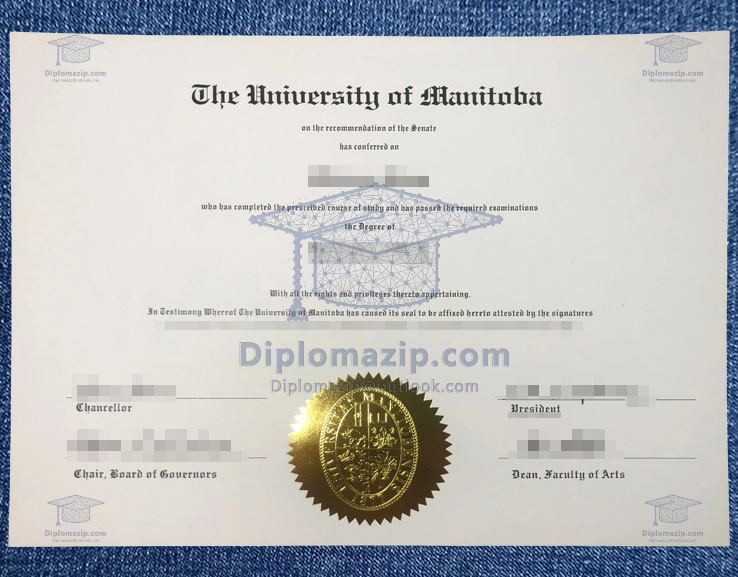 Diplomazip.com
Diplomazip.com
The University of Manitoba
on the recommendation of the Senate
has conferred on
who has completed the prescribed course of study and has passed the required examinations
the Degree of
With all the rights and privileges thereto appertaining.
In Testimony Whereof The University of Manitoba has caused its seal to be affixed hereto attested by the signatures
Diplomazip.com
Diplomazip@outlook.com
Chancellor
President
Chair, Board of Governors
Dean, Faculty of Arts
Diplomazip.com
Diplomazip.com